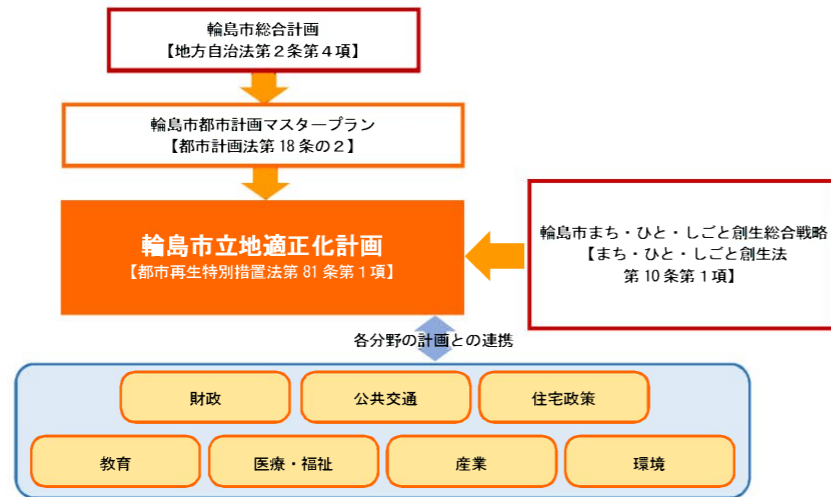 輪島市総合計画
【地方自治法第２条第４項】
輪島市都市計画マスタープラン
【都市計画法第 18 条の２】
輪島市立地適正化計画
【都市再生特別措置法第 81 条第１項】
輪島市まち・ひと・しごと創生総合戦略
【まち・ひと・しごと創生法
第 10 条第１項】
各分野の計画との連携
財政
公共交通
住宅政策
教育
医療・福祉
産業
環境